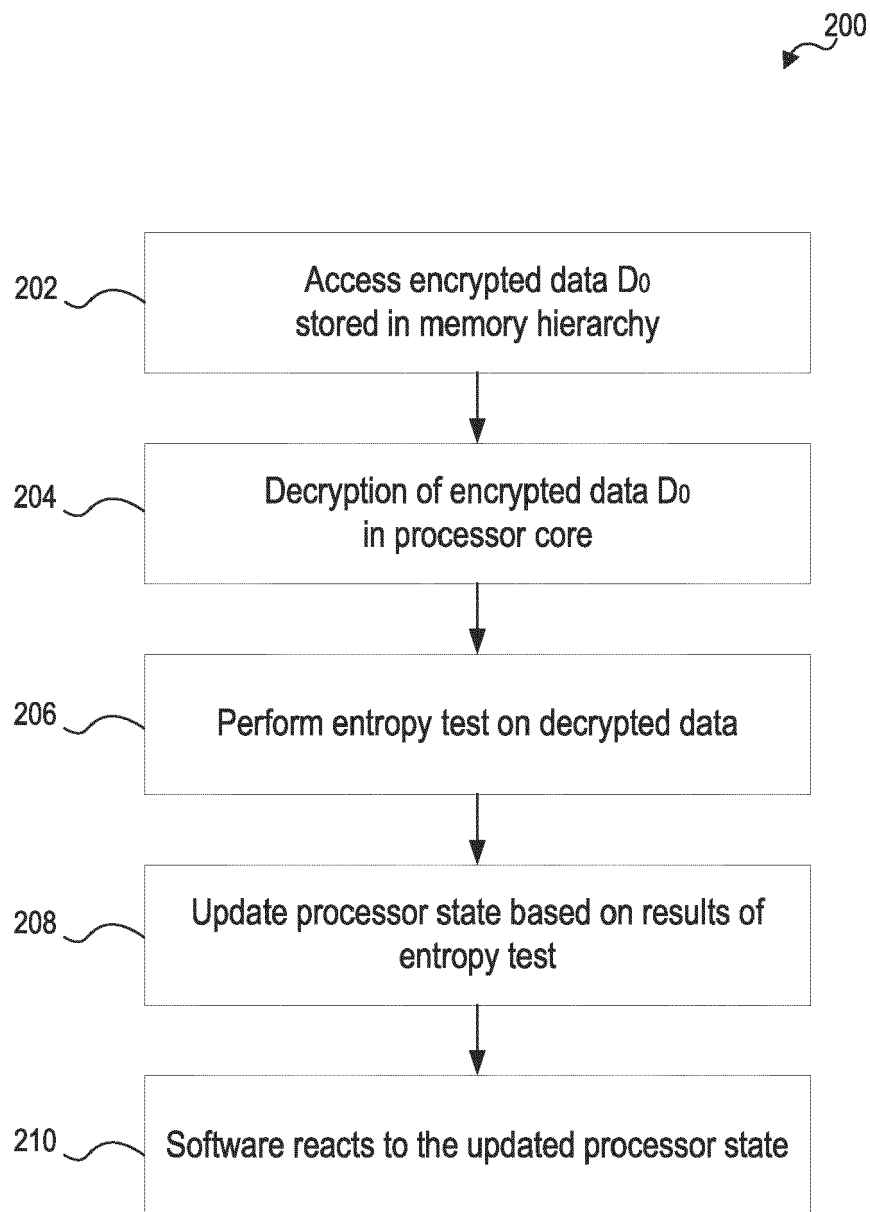 200
202
Access encrypted data D0
stored in memory hierarchy
204
Decryption of encrypted data D0
in processor core
206
Perform entropy test on decrypted data
208
Update processor state based on results of
entropy test
210
Software reacts to the updated processor state